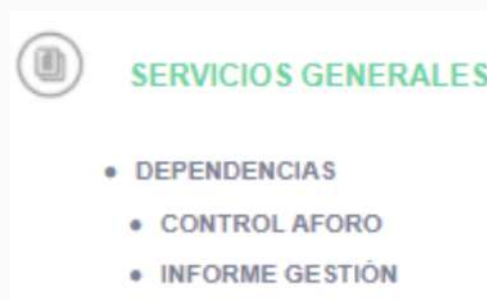 SERVICIOS GENERALES
• DEPENDENCIAS
• CONTROL AFORO
• INFORME GESTIÓN